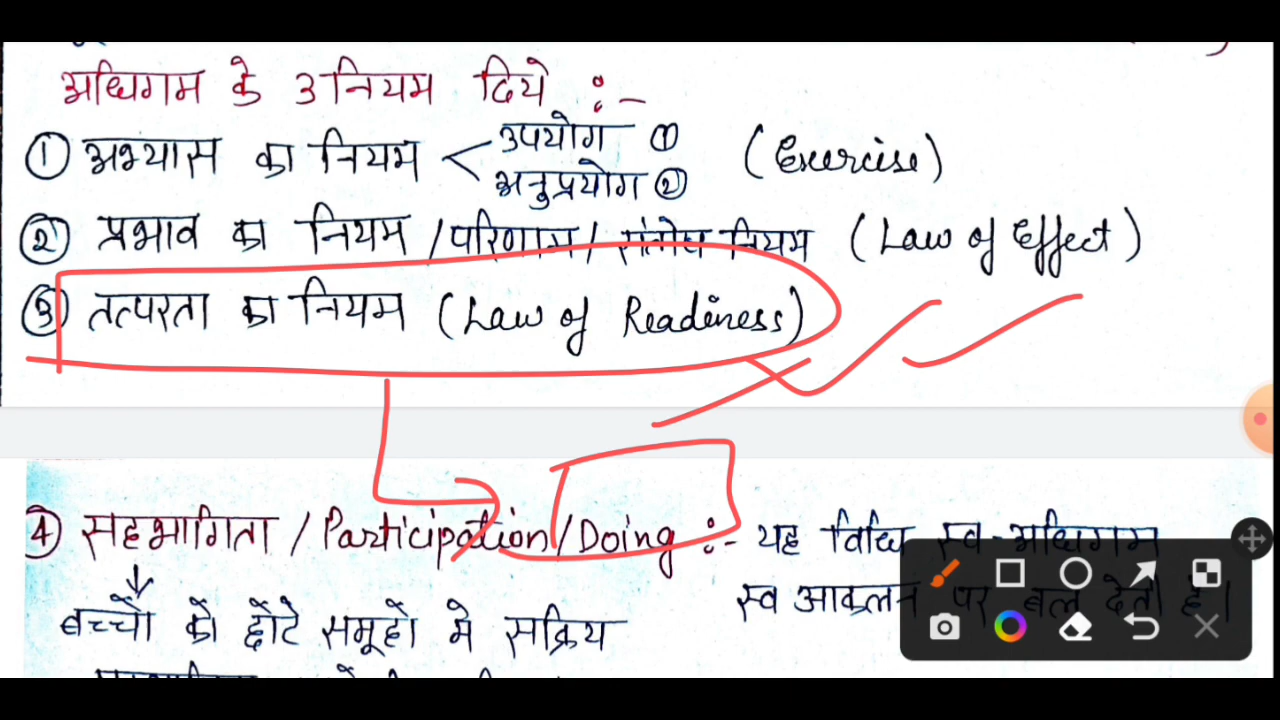 अधिगम के 3 नियम दिये :-
① अभ्यास का नियम < उपयोग ① (Exercise)
अनुप्रयोग ②
② प्रभाव का नियम / परिणाम / संतोष नियम (Law of Effect)
③ तत्परता का नियम (Law of Readiness)
④ सहभागिता / Participation / Doing :- यह विधि स्व-अधिगम
स्व आकलन पर बल देती है।
बच्चों को छोटे समूहों मे सक्रिय